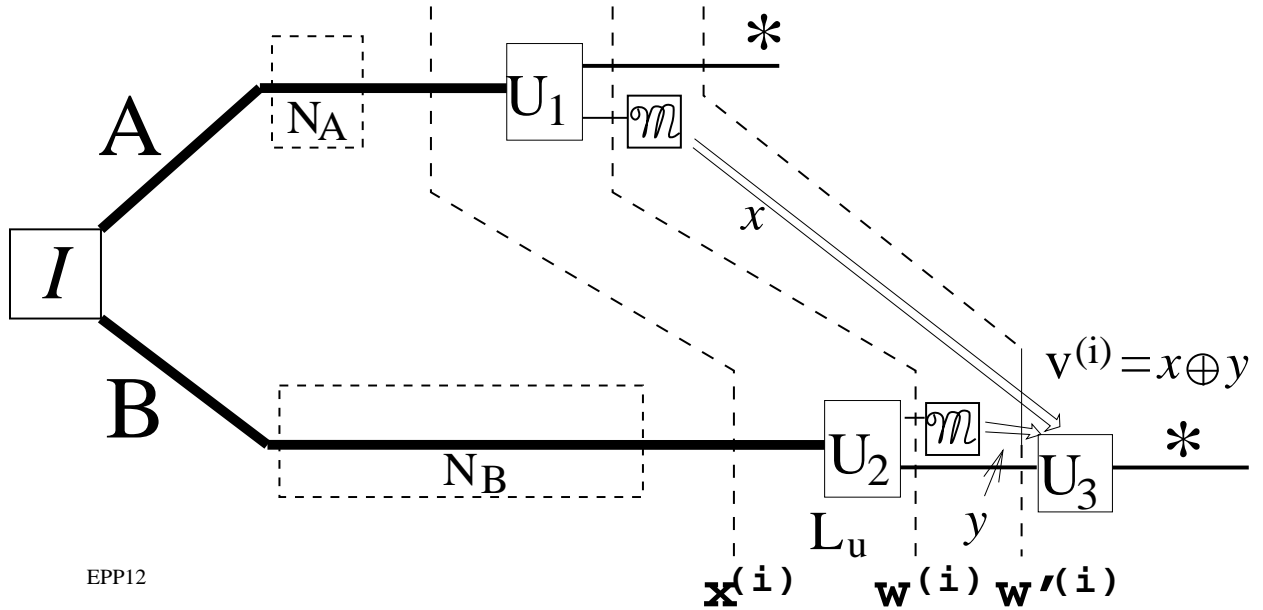 *
A
N_A
U_1
𝓜
x
I
v^(i) = x ⊕ y
B
𝓜
*
U_2
U_3
N_B
L_u
y
EPP12
x^(i) w^(i) w′^(i)